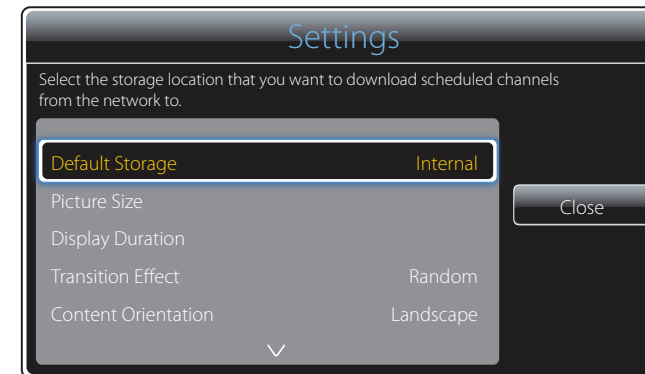 Settings
Select the storage location that you want to download scheduled channels
from the network to.
Default Storage Internal
Picture Size
Close
Display Duration
Transition Effect Random
Content Orientation Landscape